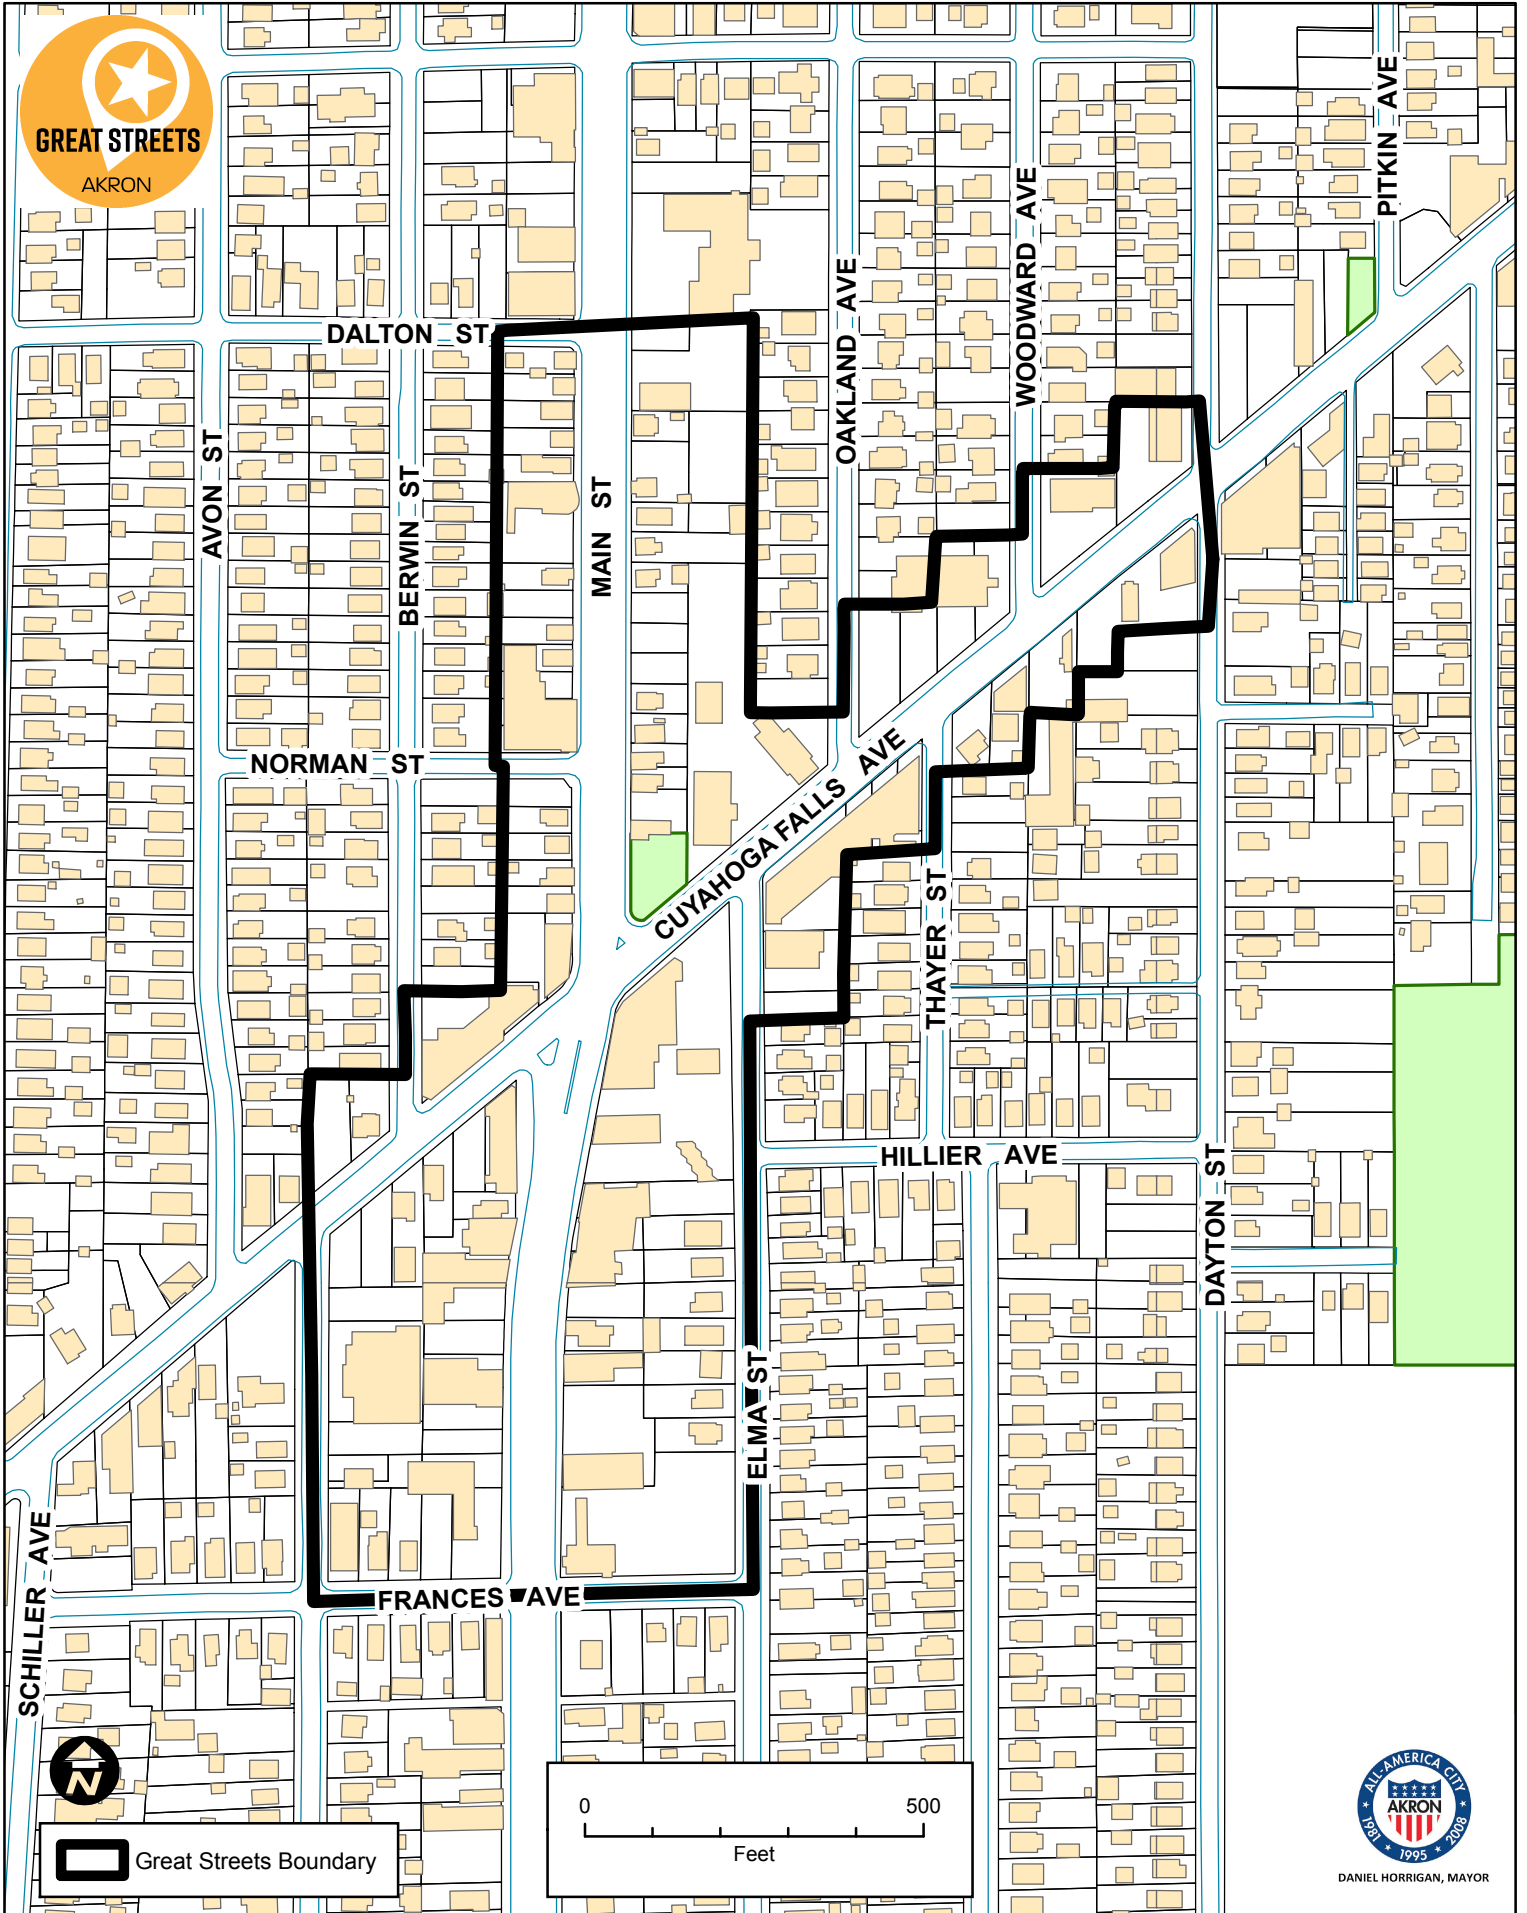 GREAT STREETS
AKRON
PITKIN AVE
WOODWARD AVE
OAKLAND AVE
DALTON ST
AVON ST
BERWIN ST
MAIN ST
NORMAN ST
CUYAHOGA FALLS AVE
THAYER ST
HILLIER AVE
DAYTON ST
ELMA ST
SCHILLER AVE
FRANCES AVE
N
Great Streets Boundary
0 500
Feet
ALL-AMERICA CITY
AKRON
1981 * 1995 * 2008
DANIEL HORRIGAN, MAYOR